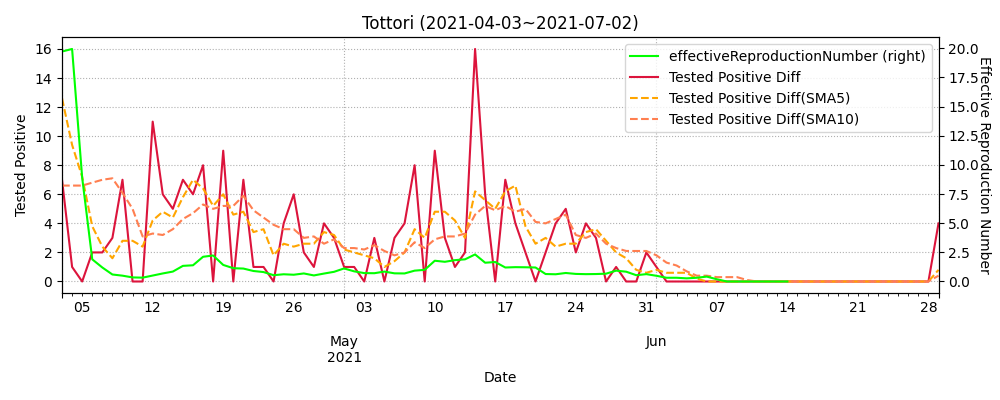 Tottori (2021-04-03~2021-07-02)
effectiveReproductionNumber (right)
Tested Positive Diff
Tested Positive Diff(SMA5)
Tested Positive Diff(SMA10)
Tested Positive
16
14
12
10
8
6
4
2
0
20.0
17.5
15.0
12.5
10.0
7.5
5.0
2.5
0.0
Effective Reproduction Number
05 12 19 26 03 10 17 24 31 07 14 21 28
May Jun
2021
Date